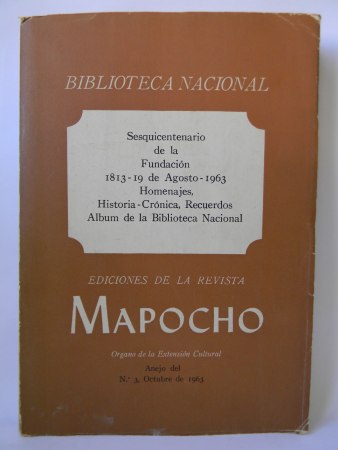 BIBLIOTECA NACIONAL
Sesquicentenario
de la
Fundación
1813-19 de Agosto-1963
Homenajes,
Historia-Crónica, Recuerdos
Album de la Biblioteca Nacional
EDICIONES DE LA REVISTA
MAPOCHO
Organo de la Extensión Cultural
Anejo del
N.º 3, Octubre de 1963